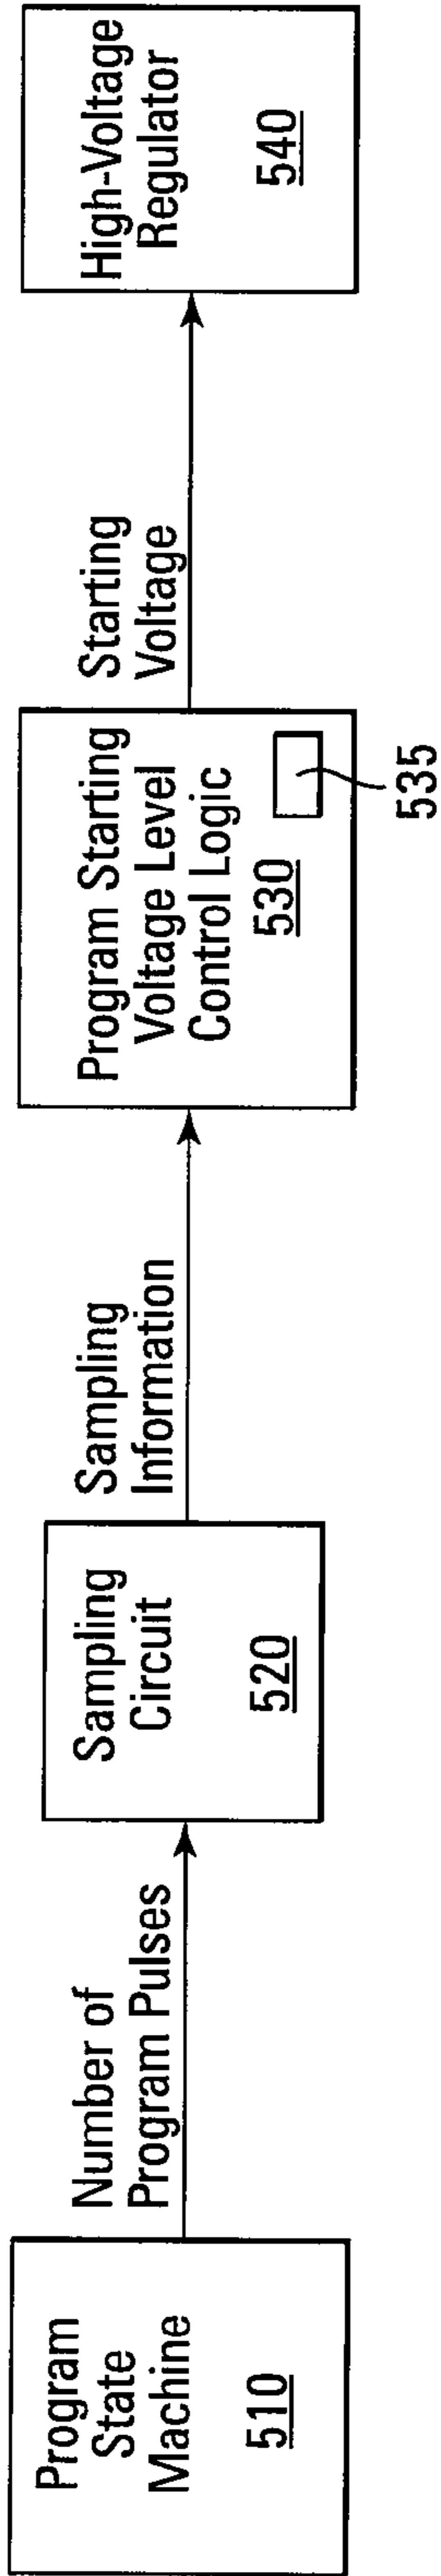 Program
State
Machine
510
Number of
Program Pulses
Sampling
Circuit
520
Sampling
Information
Program Starting
Voltage Level
Control Logic
530
535
Starting
Voltage
High-Voltage
Regulator
540